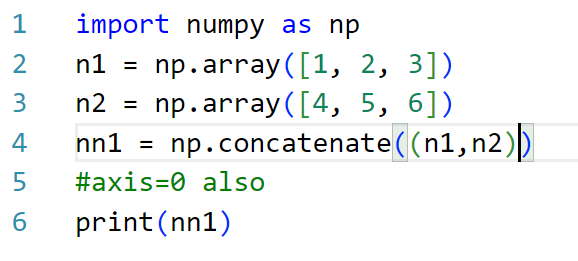 1 import numpy as np
2 n1 = np.array([1, 2, 3])
3 n2 = np.array([4, 5, 6])
4 nn1 = np.concatenate((n1,n2))
5 #axis=0 also
6 print(nn1)